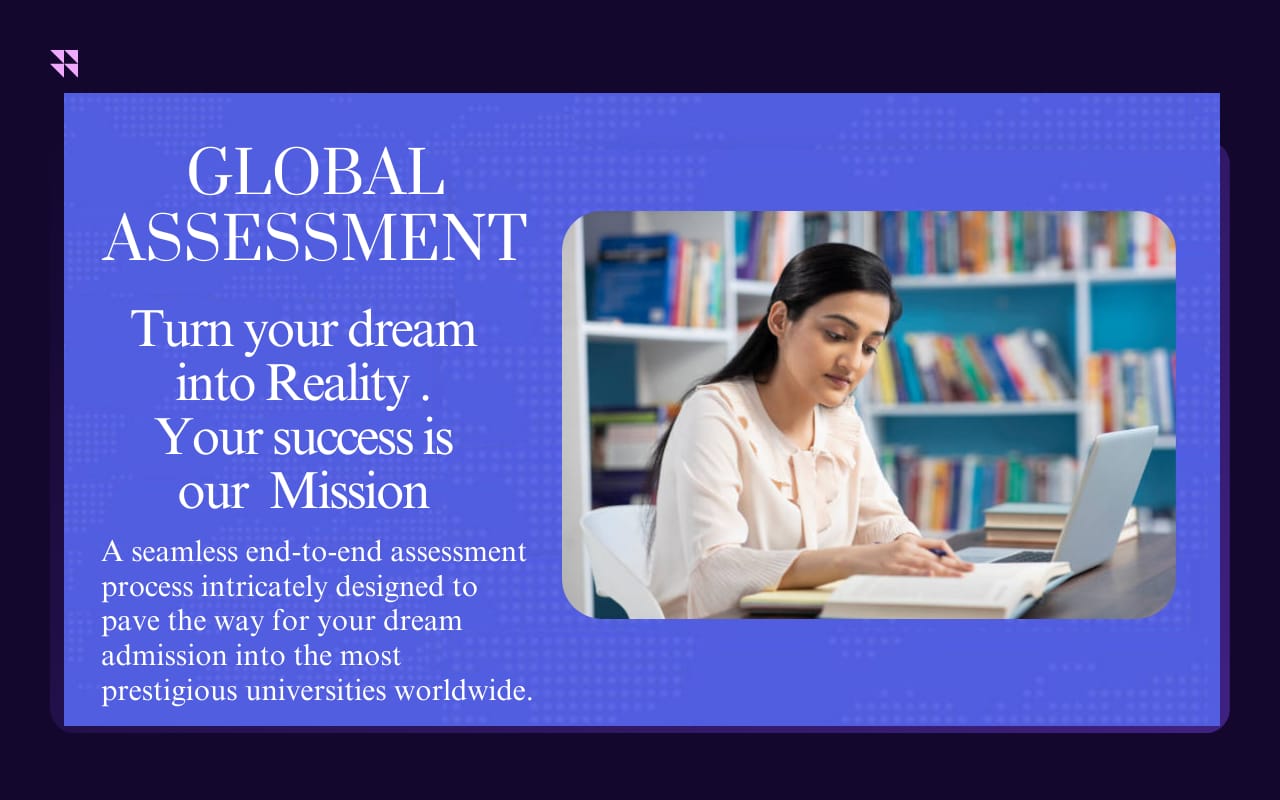 GLOBAL
ASSESSMENT
Turn your dream
into Reality .
Your success is
our  Mission
A seamless end-to-end assessment
process intricately designed to
pave the way for your dream
admission into the most
prestigious universities worldwide.